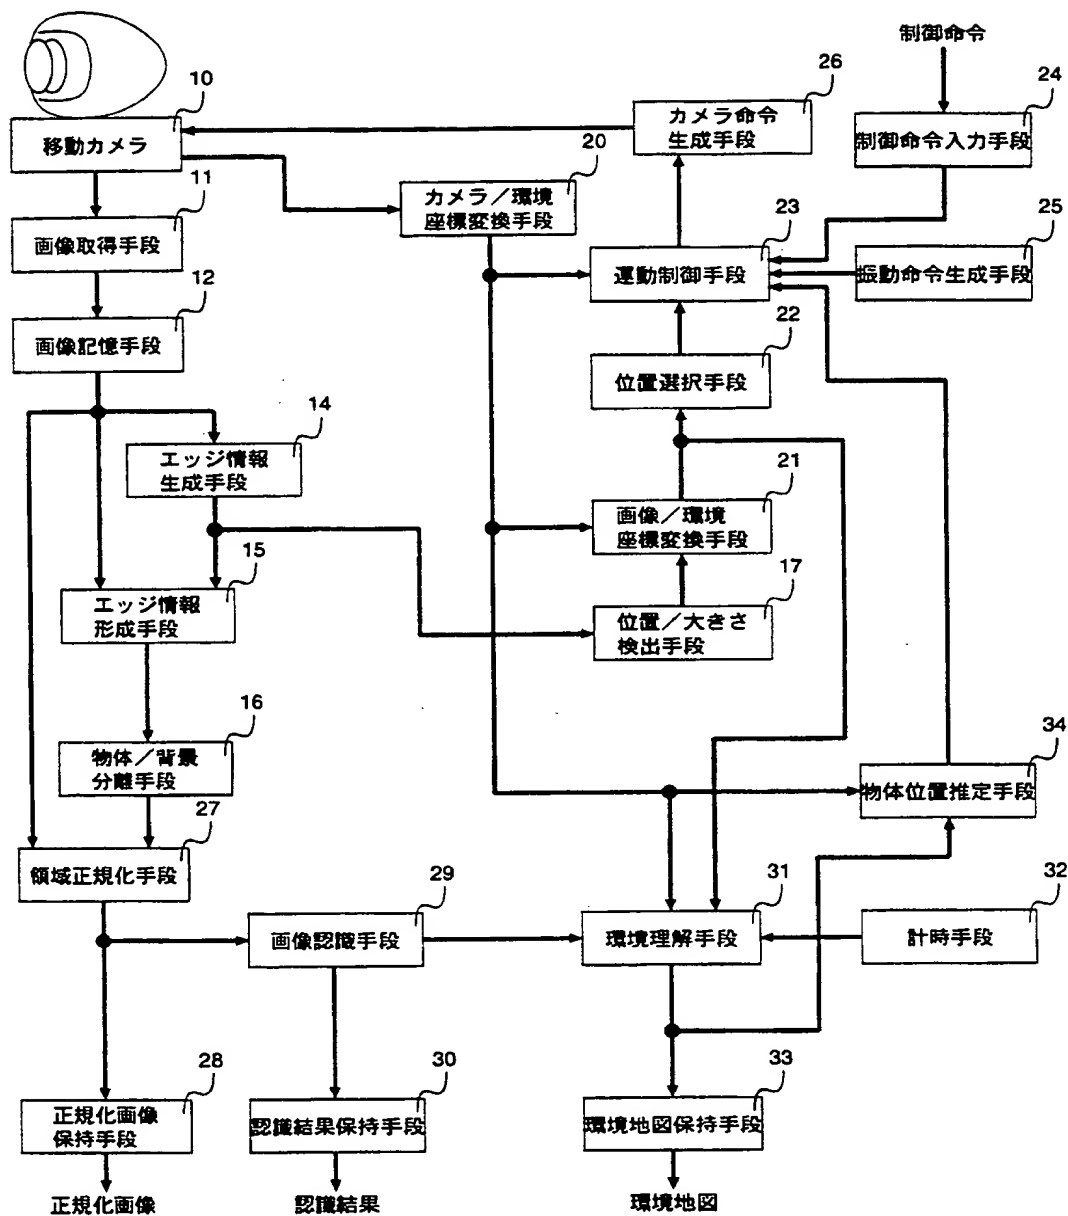 制御命令
26
24
10
カメラ命令
生成手段
移動カメラ
制御命令入力手段
20
11
カメラ／環境
座標変換手段
23
25
画像取得手段
運動制御手段
振動命令生成手段
12
22
画像記憶手段
位置選択手段
14
エッジ情報
生成手段
21
画像／環境
座標変換手段
15
17
エッジ情報
形成手段
位置／大きさ
検出手段
16
34
物体／背景
分離手段
物体位置推定手段
27
領域正規化手段
29
31
32
画像認識手段
環境理解手段
計時手段
28
30
33
正規化画像
保持手段
認識結果保持手段
環境地図保持手段
正規化画像
認識結果
環境地図